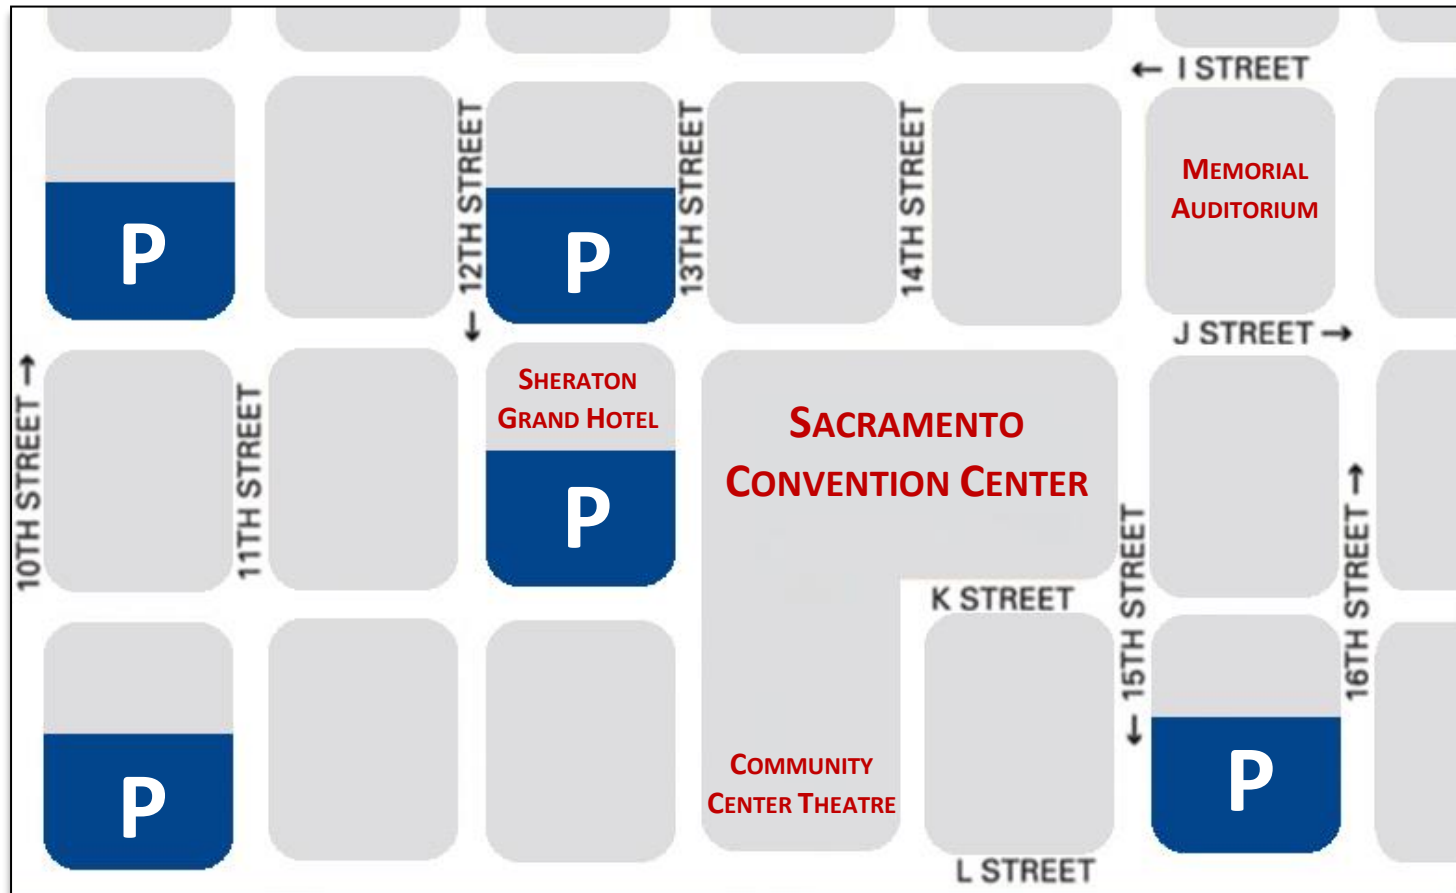 ← I STREET
12TH STREET
←
13TH STREET
14TH STREET
MEMORIAL
AUDITORIUM
P
P
J STREET →
10TH STREET →
11TH STREET
SHERATON
GRAND HOTEL
P
SACRAMENTO
CONVENTION CENTER
K STREET
← 15TH STREET
16TH STREET →
P
COMMUNITY
CENTER THEATRE
P
L STREET